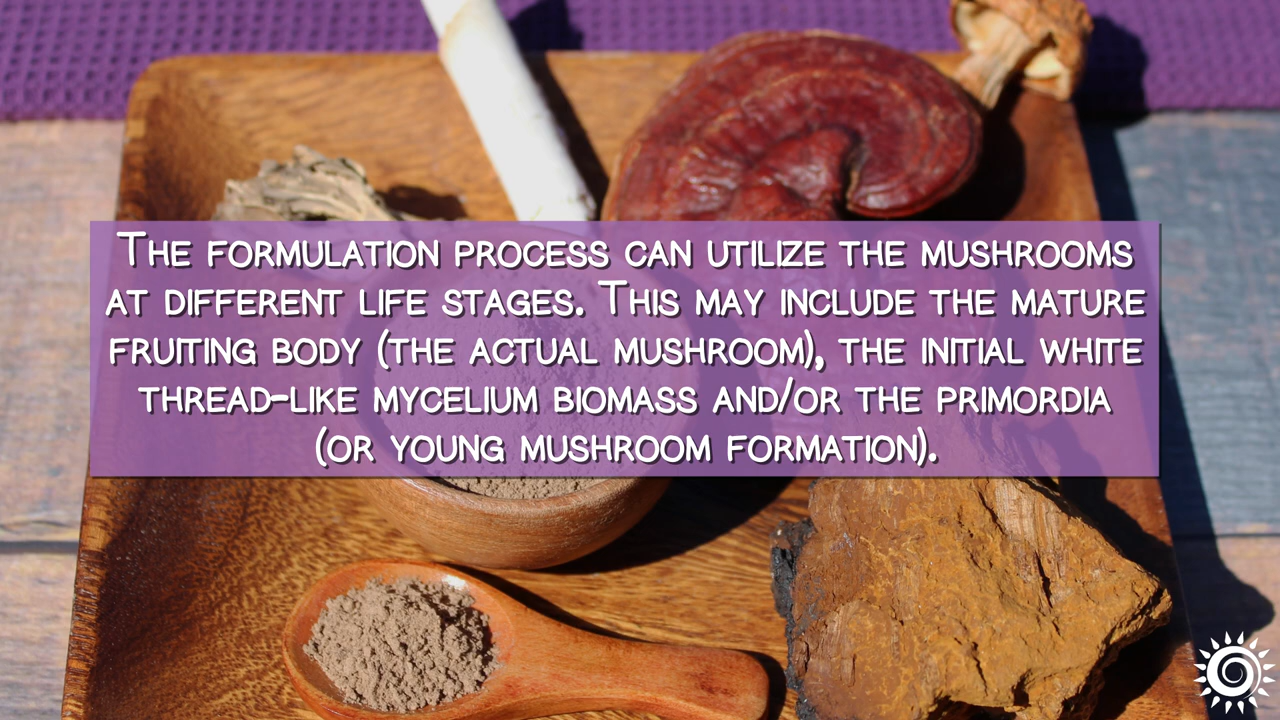 The formulation process can utilize the mushrooms
at different life stages. This may include the mature
fruiting body (the actual mushroom), the initial white
thread-like mycelium biomass and/or the primordia
(or young mushroom formation).